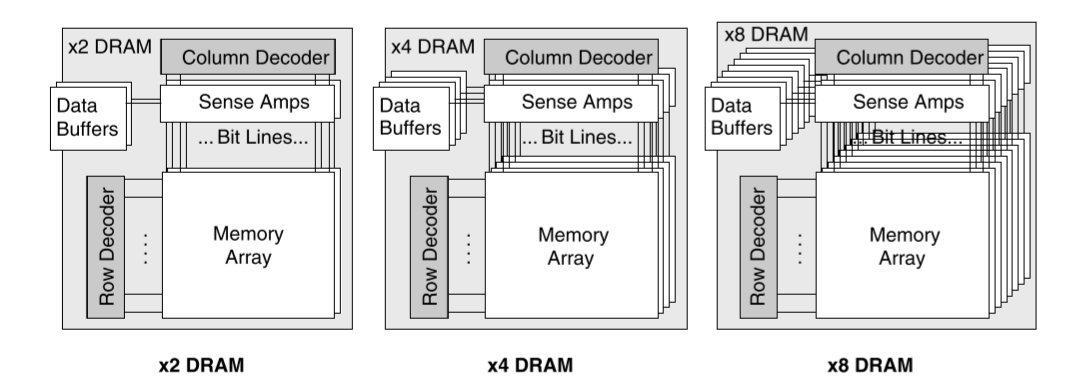 x2 DRAM
Column Decoder
Data
Buffers
Sense Amps
... Bit Lines...
Row Decoder
. . . .
Memory
Array
x2 DRAM
x4 DRAM
Column Decoder
Data
Buffers
Sense Amps
... Bit Lines...
Row Decoder
. . . .
Memory
Array
x4 DRAM
x8 DRAM
Column Decoder
Data
Buffers
Sense Amps
... Bit Lines...
Row Decoder
. . . .
Memory
Array
x8 DRAM